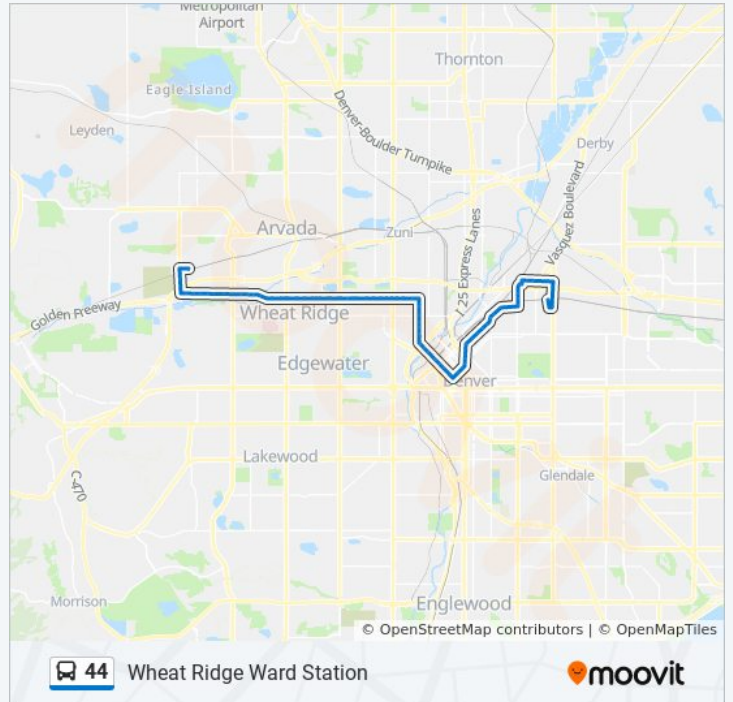 Metropolitan
Airport
Thornton
Eagle Island
Denver-Boulder Turnpike
Leyden
Derby
Vasquez Boulevard
I 25 Express Lanes
Arvada
Zuni
Golden Freeway
Wheat Ridge
Edgewater
Denver
Lakewood
Glendale
C-470
Morrison
Englewood
© OpenStreetMap contributors | © OpenMapTiles
44 Wheat Ridge Ward Station
moovit